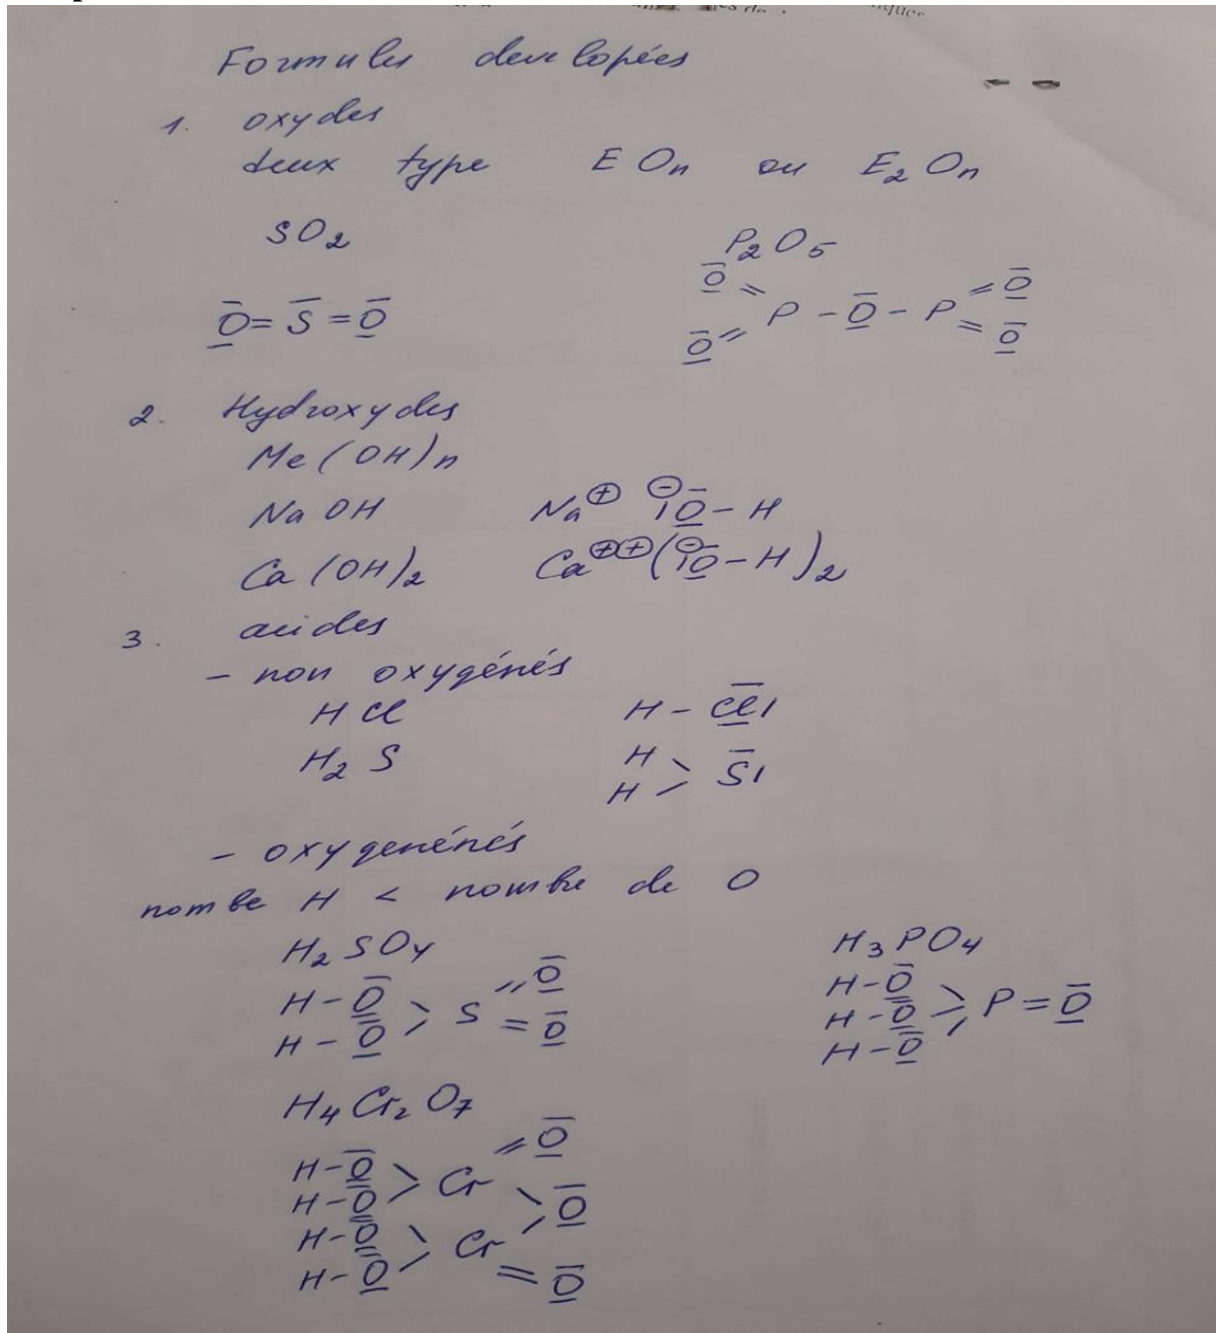 Formules developées
1. oxydes
deux type EOn ou E₂On
SO₂ P₂O₅
O = S = O
O = P - O - P = O
O = = O
2. Hydroxydes
Me(OH)n
NaOH Na⊕ ⊖|O - H
Ca(OH)₂ Ca⊕⊕(⊖|O - H)₂
3. acides
- non oxygénés
HCl H - Cl|
H₂S H > S|
H
- oxygenénés
nombe H < nombre de O
H₂SO₄ H₃PO₄
H - O > S = O H - O > P = O
H - O = O H - O
H - O
H₄Cr₂O₇
H - O > Cr = O
H - O > O
H - O > Cr
H - O = O